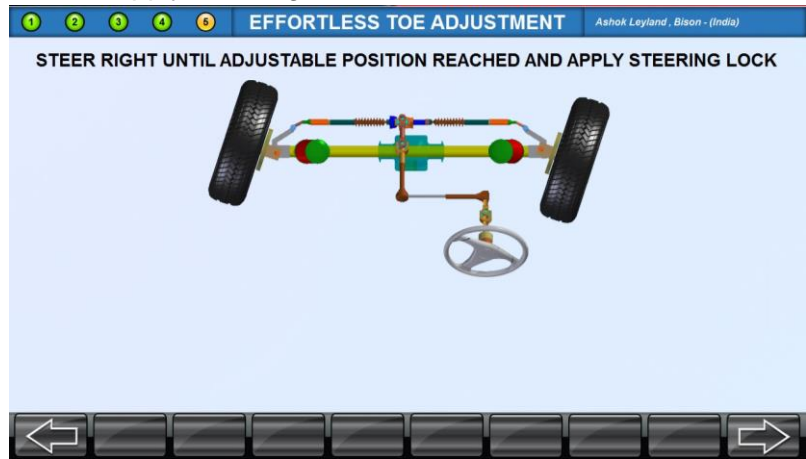 1 2 3 4 5 EFFORTLESS TOE ADJUSTMENT Ashok Leyland , Bison - (India)
STEER RIGHT UNTIL ADJUSTABLE POSITION REACHED AND APPLY STEERING LOCK